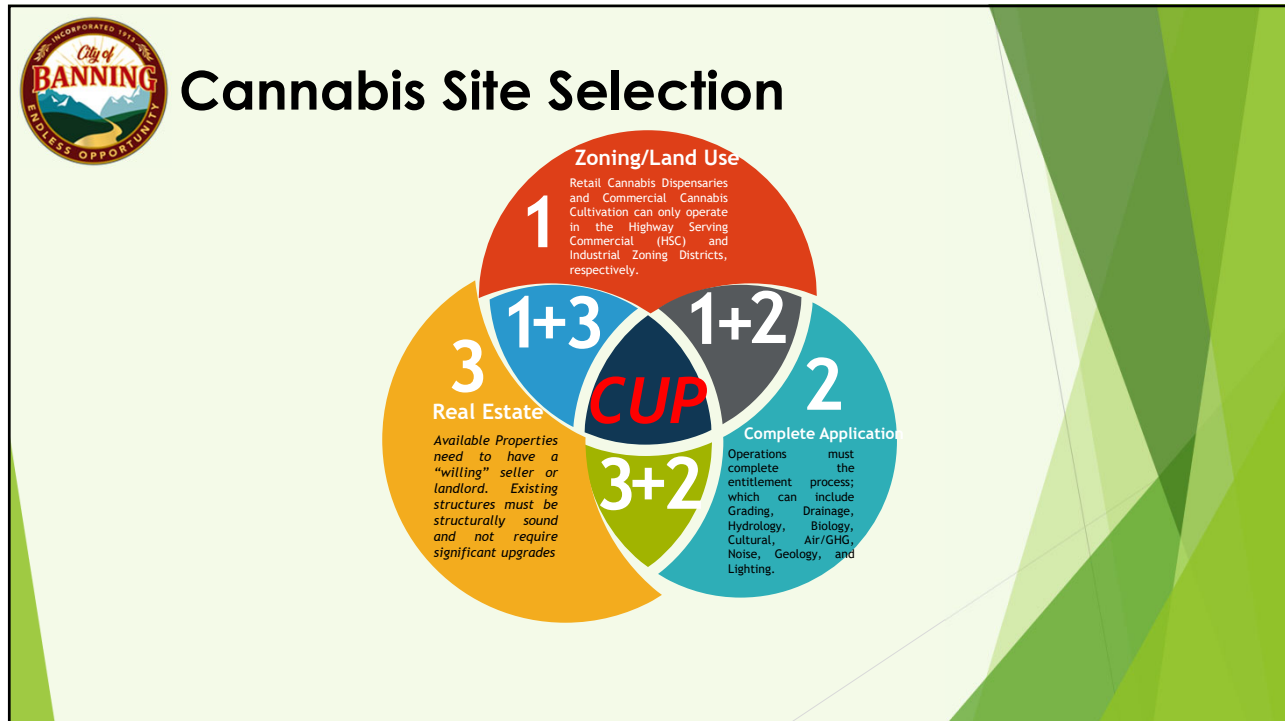 INCORPORATED 1913
City of
BANNING
ENDLESS OPPORTUNITY
Cannabis Site Selection
Zoning/Land Use
1
Retail Cannabis Dispensaries
and Commercial Cannabis
Cultivation can only operate
in the Highway Serving
Commercial (HSC) and
Industrial Zoning Districts,
respectively.
1+3
1+2
CUP
3
Real Estate
Available Properties
need to have a
“willing” seller or
landlord. Existing
structures must be
structurally sound
and not require
significant upgrades
2
Complete Application
Operations must
complete the
entitlement process;
which can include
Grading, Drainage,
Hydrology, Biology,
Cultural, Air/GHG,
Noise, Geology, and
Lighting.
3+2